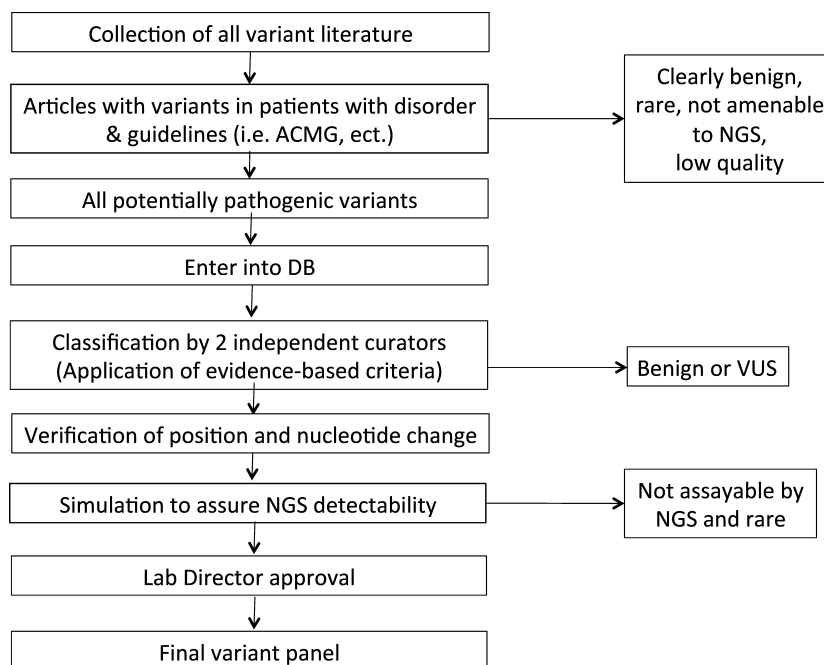 Collection of all variant literature
Articles with variants in patients with disorder
& guidelines (i.e. ACMG, ect.)
Clearly benign,
rare, not amenable
to NGS,
low quality
All potentially pathogenic variants
Enter into DB
Classification by 2 independent curators
(Application of evidence-based criteria)
Benign or VUS
Verification of position and nucleotide change
Simulation to assure NGS detectability
Not assayable by
NGS and rare
Lab Director approval
Final variant panel